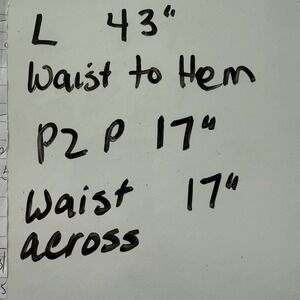 L 43"
Waist to Hem
P2P 17"
Waist 17"
across